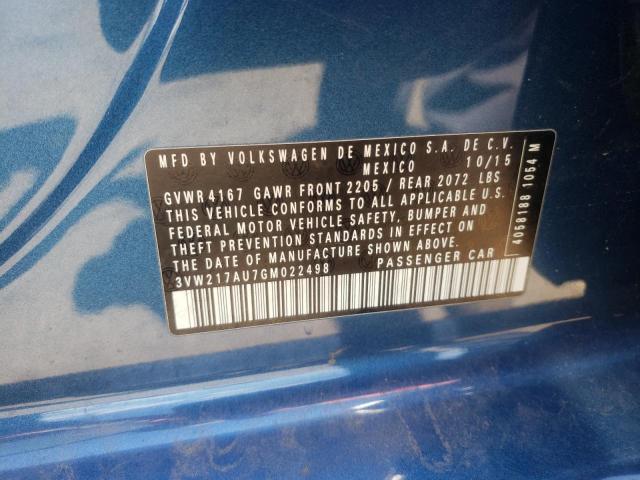 MFD BY VOLKSWAGEN DE MEXICO S.A. DE C.V.
MEXICO 10/15
GVWR 4167 GAWR FRONT 2205 / REAR 2072 LBS
THIS VEHICLE CONFORMS TO ALL APPLICABLE U.S.
FEDERAL MOTOR VEHICLE SAFETY, BUMPER AND
THEFT PREVENTION STANDARDS IN EFFECT ON
THE DATE OF MANUFACTURE SHOWN ABOVE.
3VW217AU7GM022498 PASSENGER CAR
4058188 1054 M